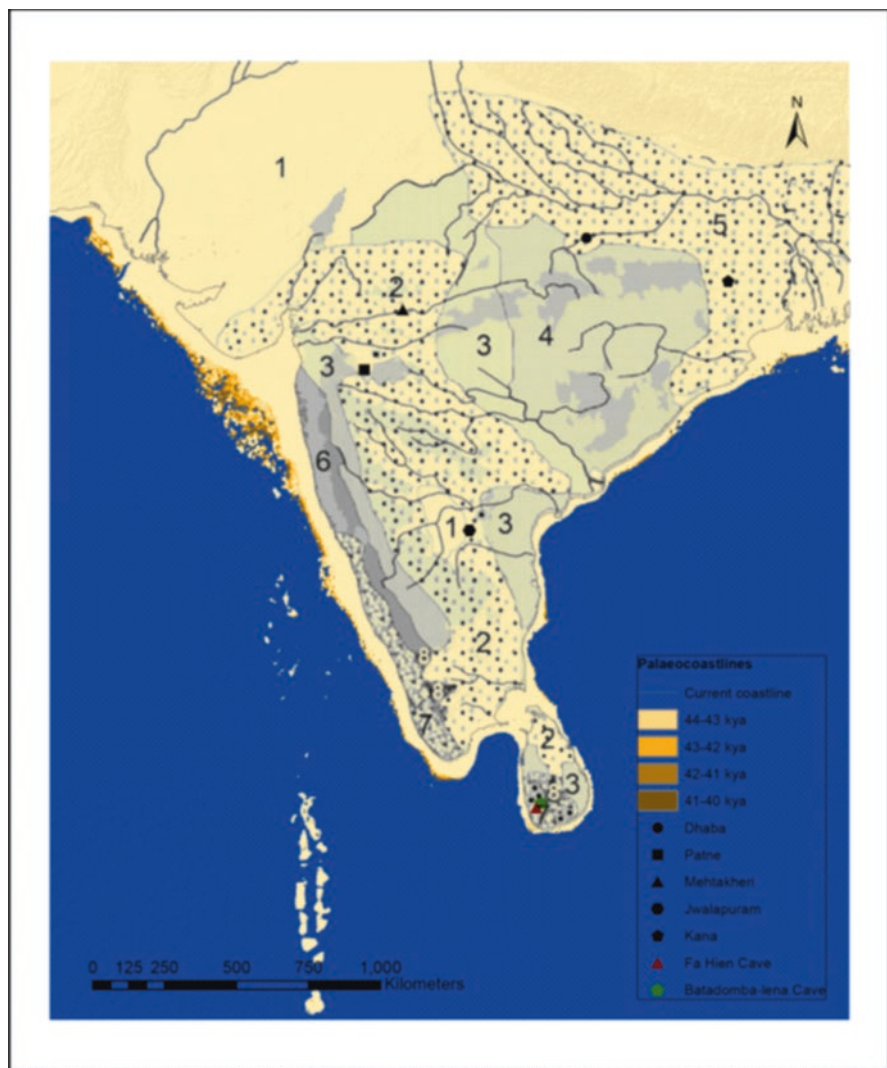 N
1
5
2
3
4
3
6
1
3
2
8
8
7
2
3
8
Palaeocoastlines
Current coastline
44-43 kya
43-42 kya
42-41 kya
41-40 kya
Dhaba
Patne
Mehtakheri
Jwalapuram
Kana
Fa Hien Cave
Batadomba-lena Cave
0 125 250 500 750 1,000
Kilometers